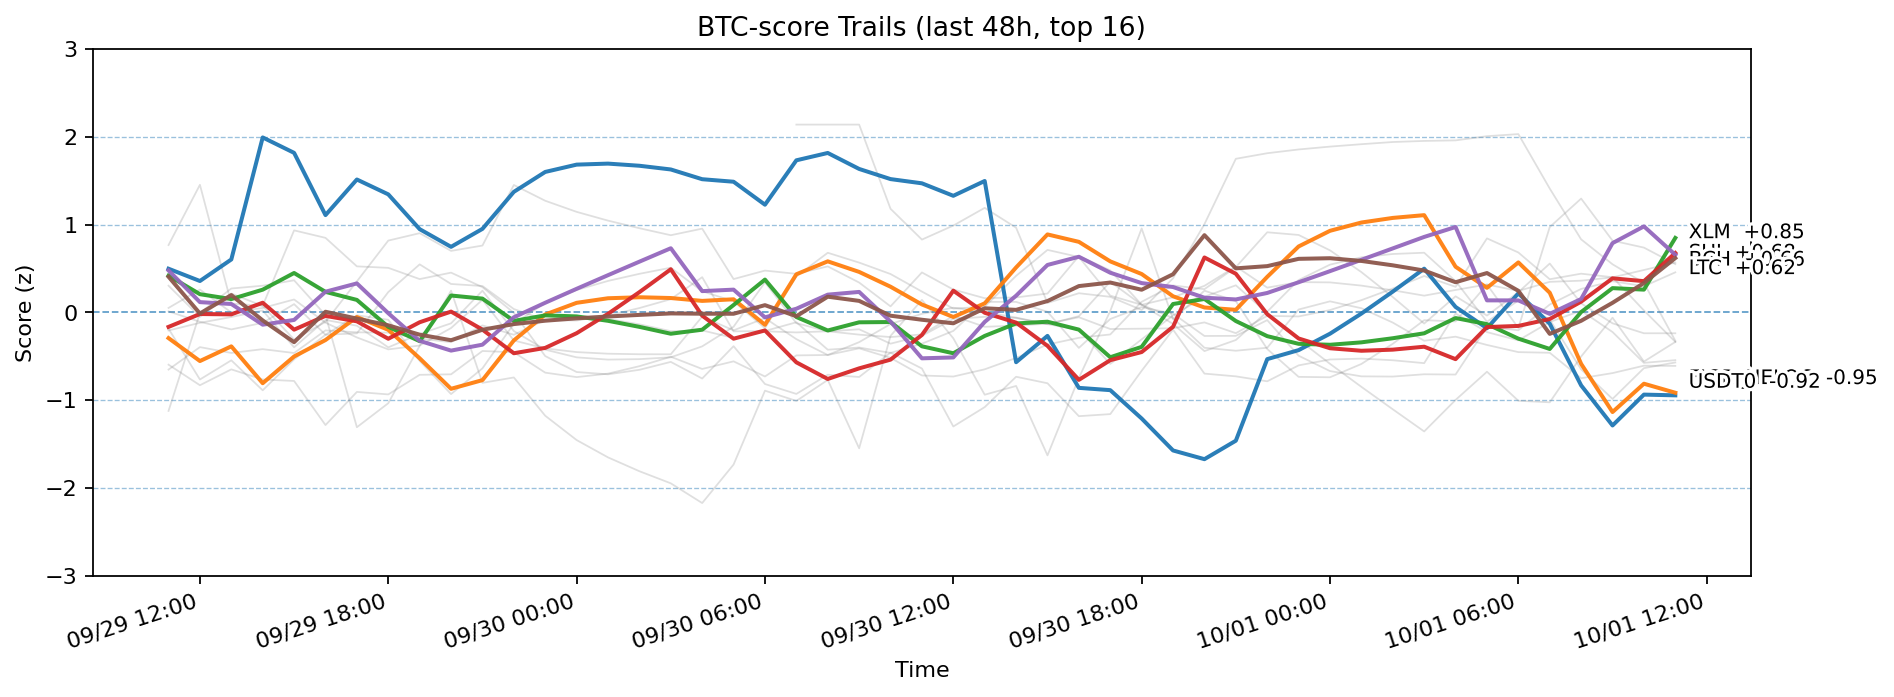 BTC-score Trails (last 48h, top 16)
Score (z)
3
2
1
0
−1
−2
−3
XLM +0.85
LTC +0.62
-0.95
USDT0 -0.92
09/29 12:00
09/29 18:00
09/30 00:00
09/30 06:00
09/30 12:00
09/30 18:00
10/01 00:00
10/01 06:00
10/01 12:00
Time